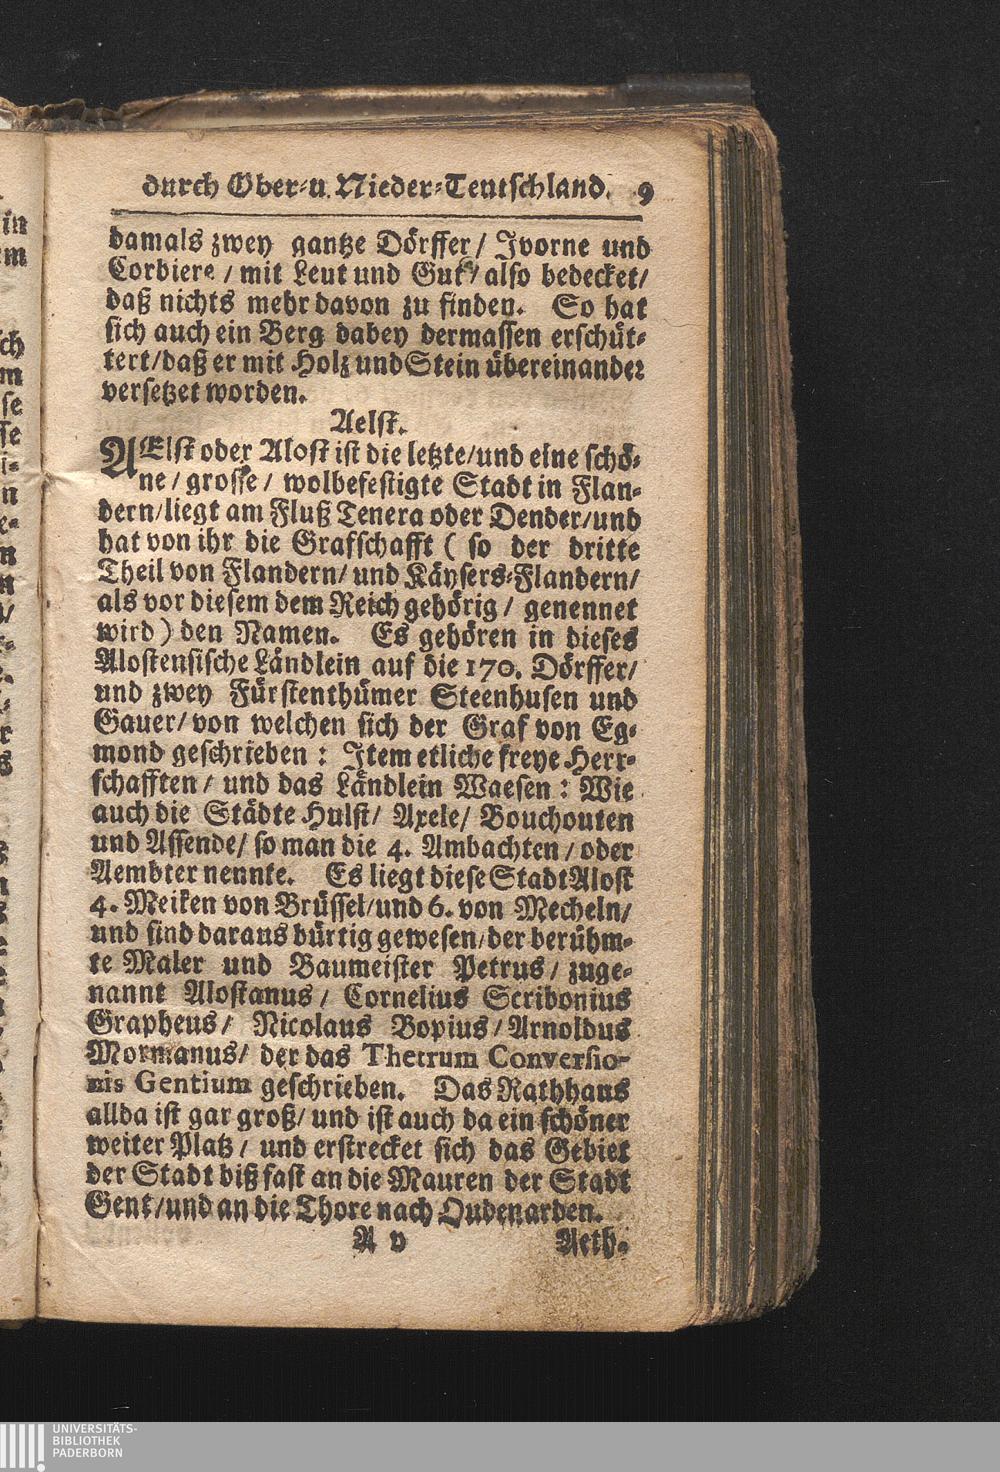 durch Ober-u. Nieder-Teutschland. 9
damals zwey gantze Dörffer / Jvorne und
Corbiere / mit Leut und Gut / also bedecket/
daß nichts mehr davon zu finden. So hat
sich auch ein Berg dabey dermassen erschüt-
tert/daß er mit Holz und Stein übereinander
versetzet worden.
Aelst.
AElst oder Alost ist die letzte/und eine schö-
ne / grosse / wolbefestigte Stadt in Flan-
dern/liegt am Fluß Tenera oder Dender/und
hat von ihr die Grafschafft ( so der dritte
Theil von Flandern/ und Käysers-Flandern/
als vor diesem dem Reich gehörig / genennet
wird ) den Namen. Es gehören in dieses
Alostensische Ländlein auf die 170. Dörffer/
und zwey Fürstenthümer Steenhusen und
Gauer/ von welchen sich der Graf von Eg-
mond geschrieben : Jtem etliche freye Herr-
schafften / und das Ländlein Waesen : Wie
auch die Städte Hulst/ Axele/ Bouchouten
und Assende/ so man die 4. Ambachten / oder
Aembter nennte. Es liegt diese Stadt Alost
4. Meilen von Brüssel/und 6. von Mecheln/
und sind daraus bürtig gewesen/der berühm-
te Maler und Baumeister Petrus / zuge-
nannt Alostanus / Cornelius Scribonius
Grapheus/ Nicolaus Bopius / Arnoldus
Mormanus/ der das Thetrum Conversio-
nis Gentium geschrieben. Das Rathhaus
allda ist gar groß/ und ist auch da ein schöner
weiter Platz / und erstrecket sich das Gebiet
der Stadt biß fast an die Mauren der Stadt
Gent/und an die Thore nach Oudenarden.
A v Aeth-
UNIVERSITÄTS-
BIBLIOTHEK
PADERBORN